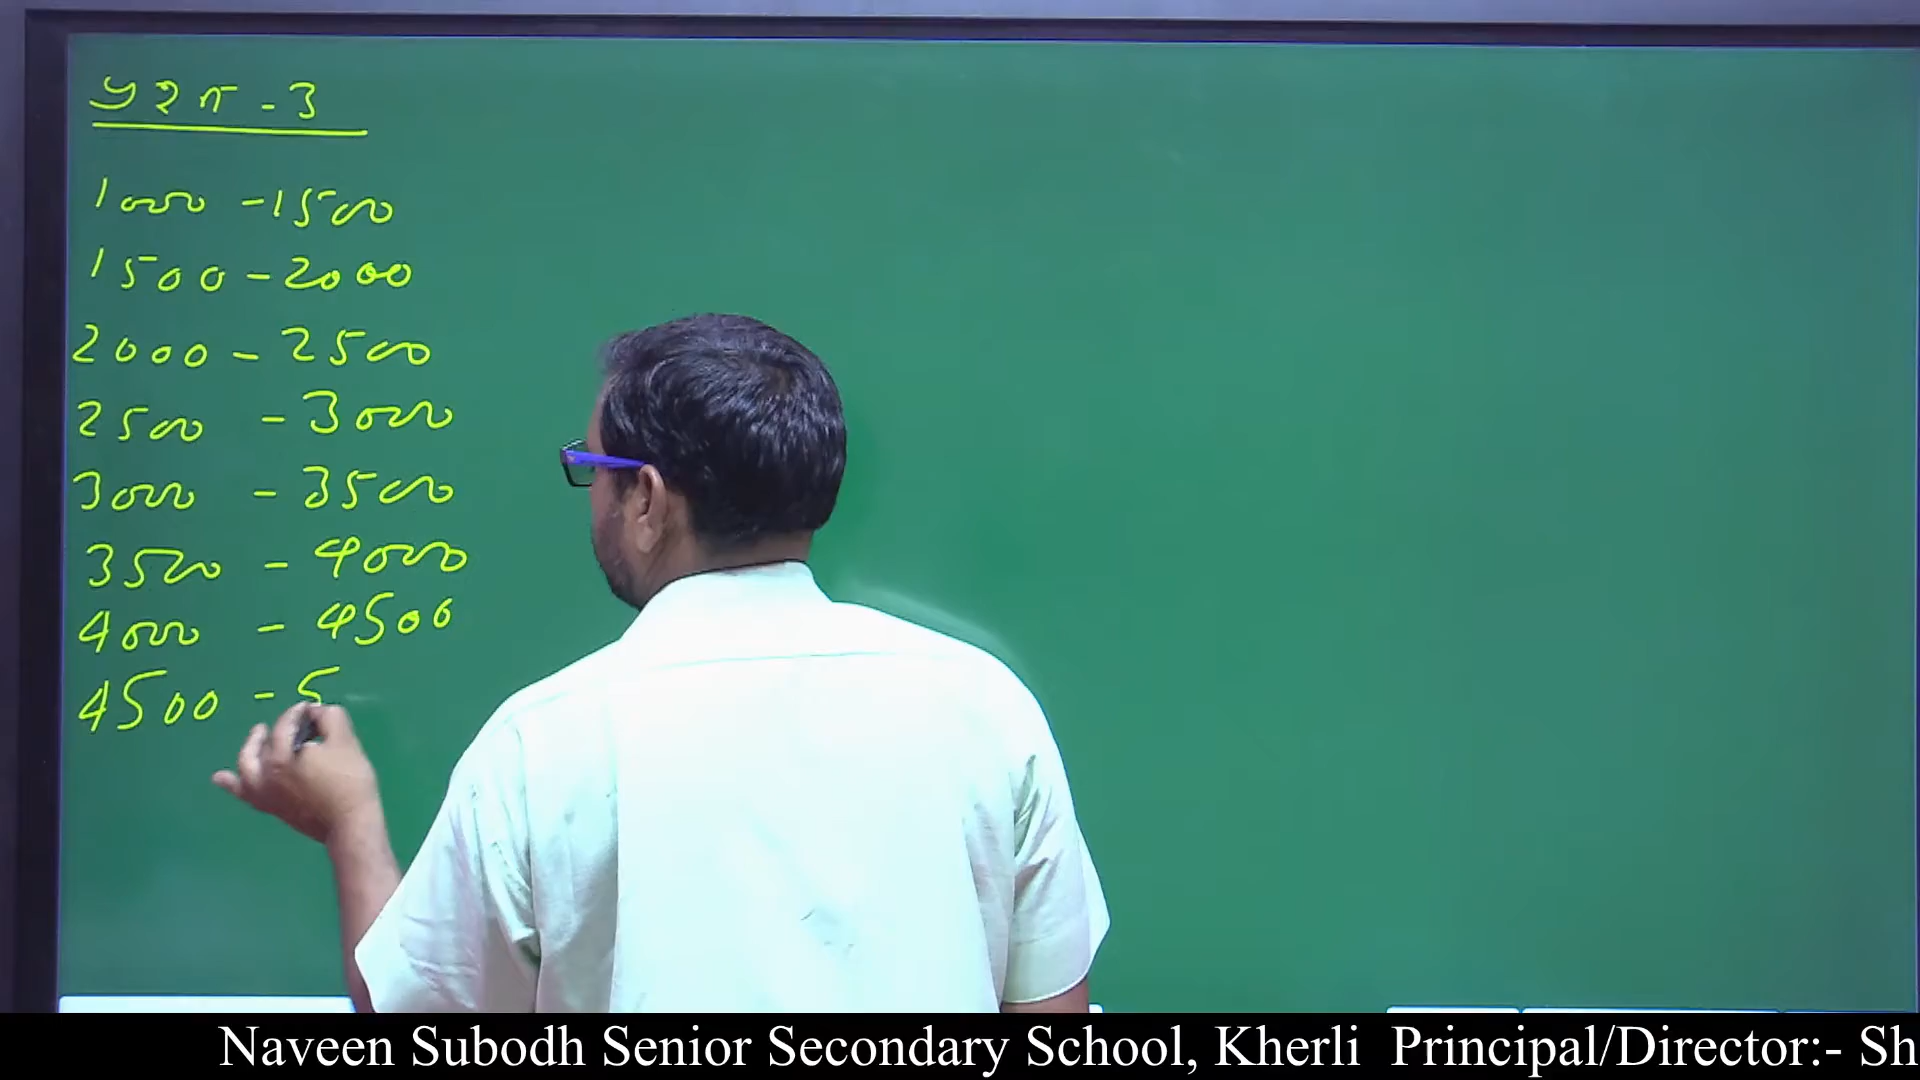 प्रश्न - 3
1000 - 1500
1500 - 2000
2000 - 2500
2500 - 3000
3000 - 3500
3500 - 4000
4000 - 4500
4500 - 5
Naveen Subodh Senior Secondary School, Kherli Principal/Director:- Sh